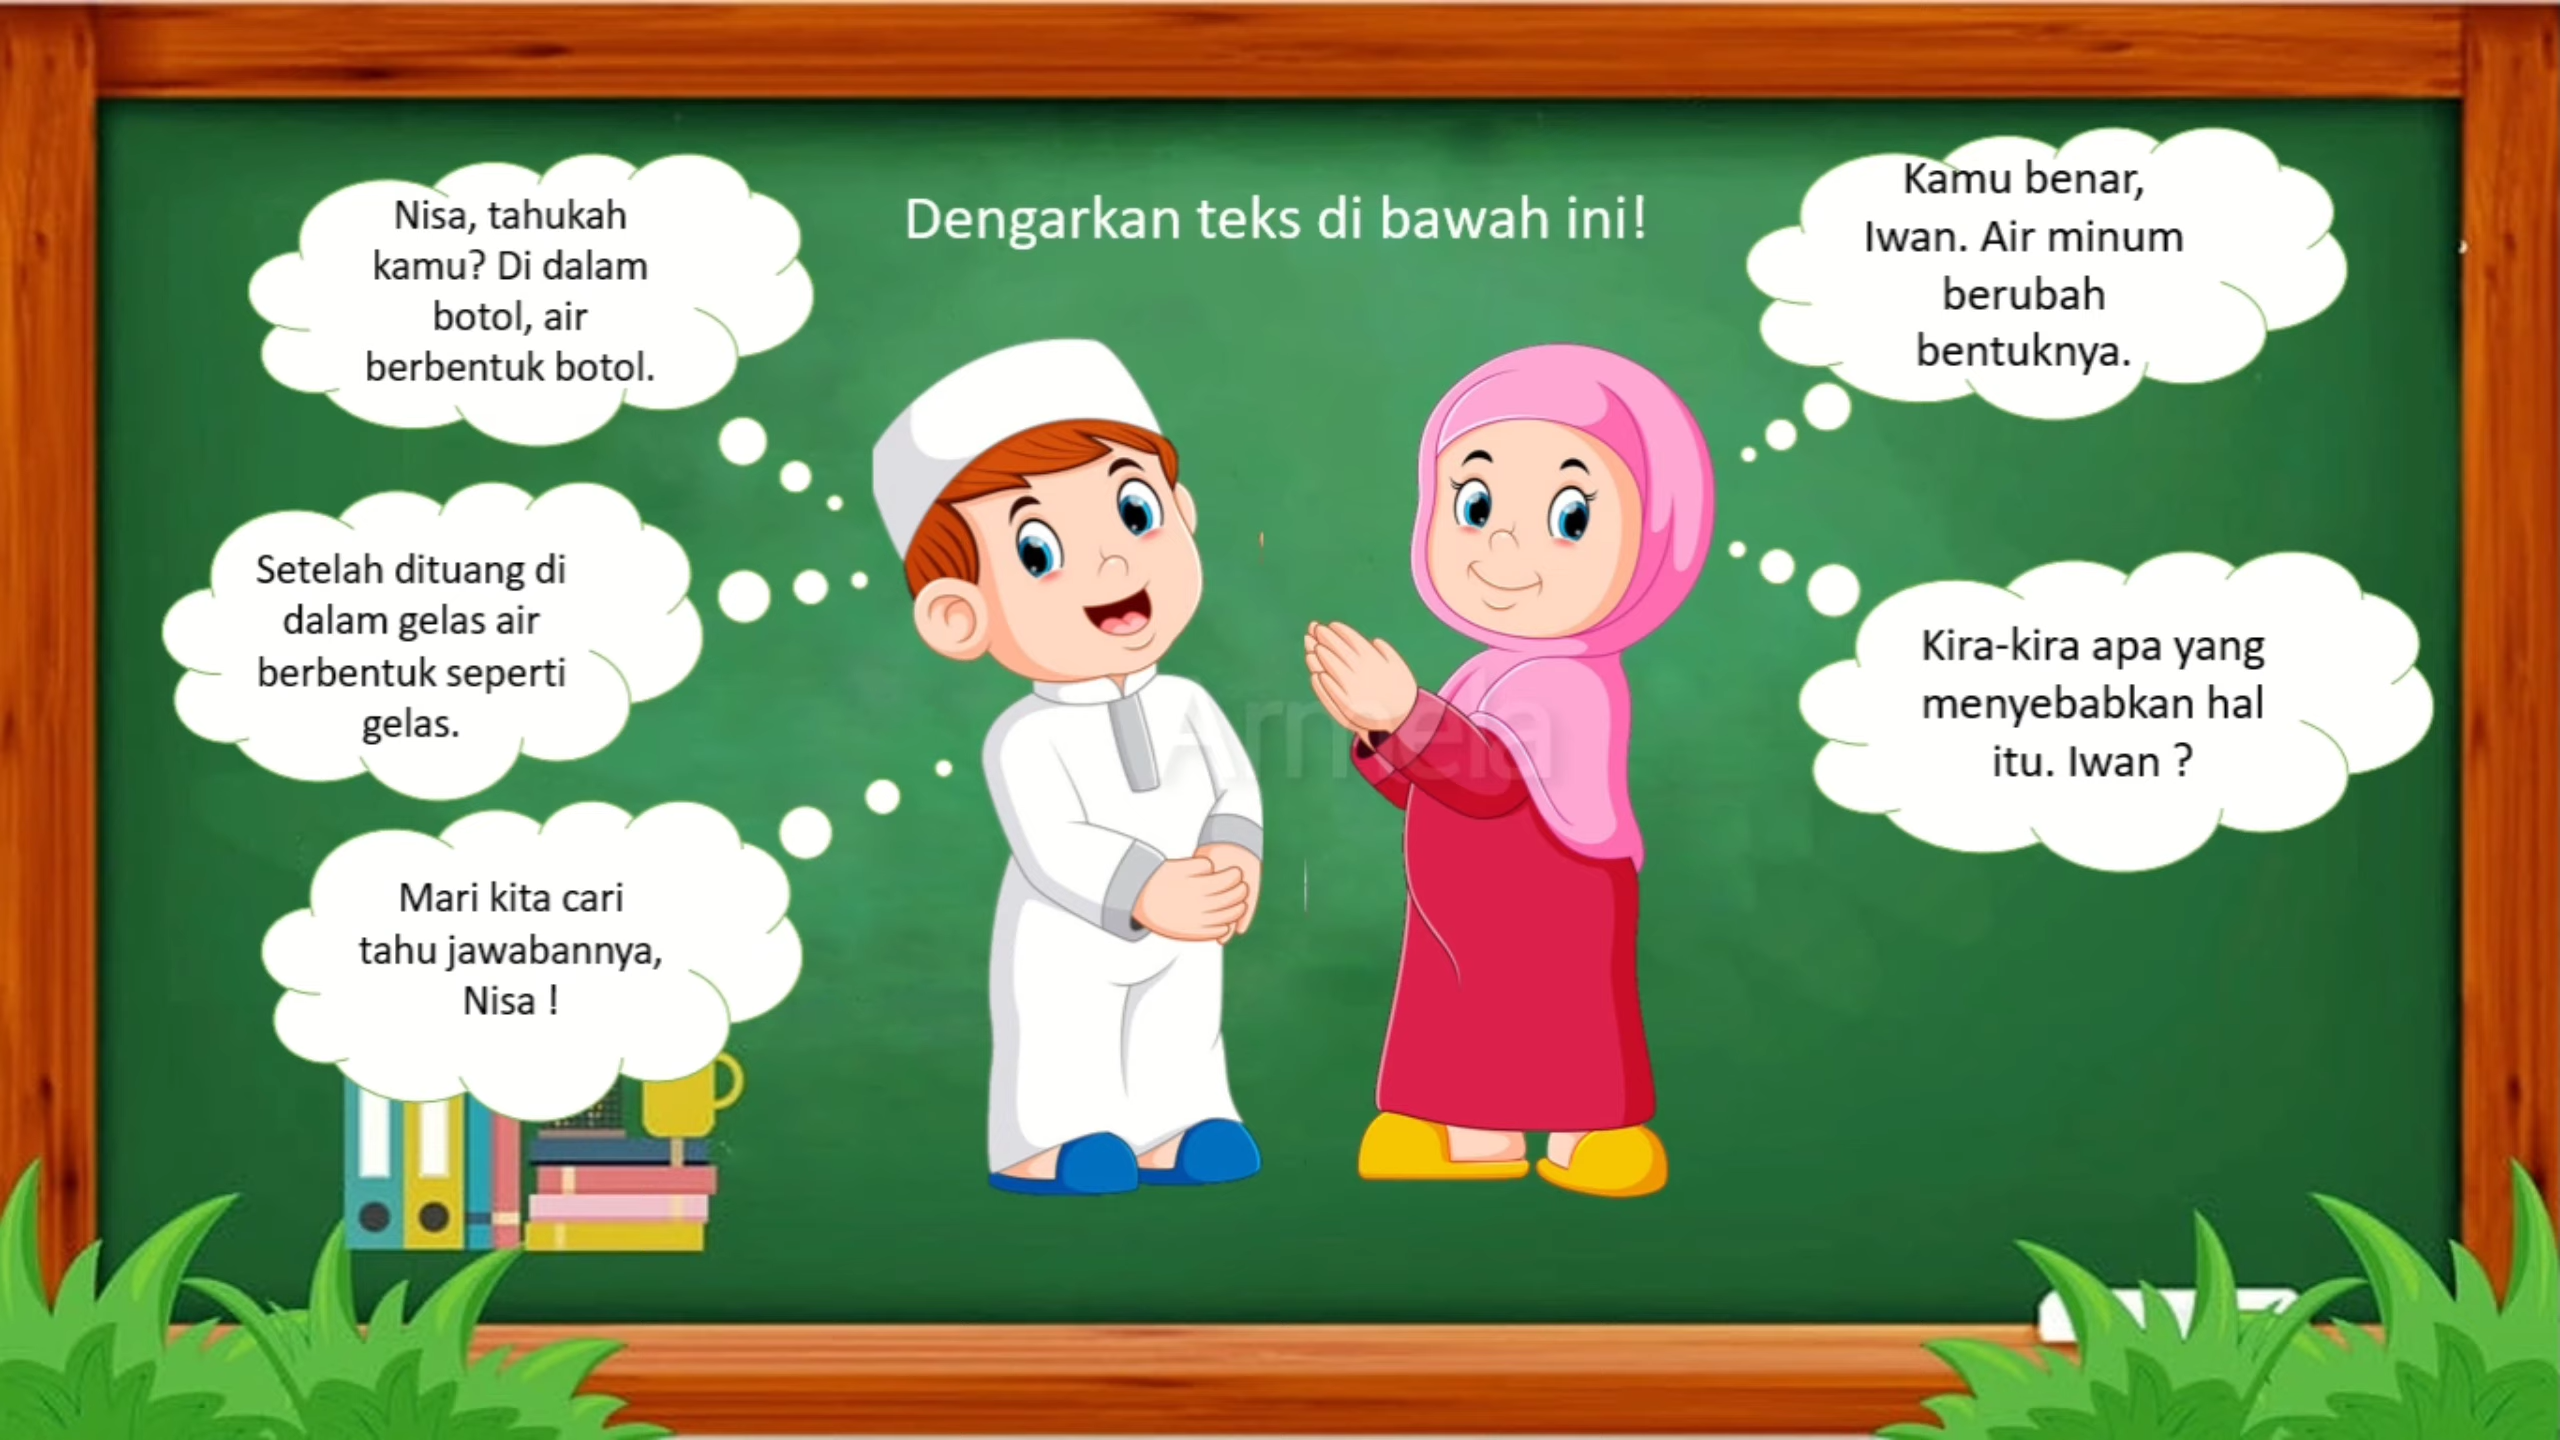 Dengarkan teks di bawah ini!
Nisa, tahukah
kamu? Di dalam
botol, air
berbentuk botol.
Setelah dituang di
dalam gelas air
berbentuk seperti
gelas.
Mari kita cari
tahu jawabannya,
Nisa !
Kamu benar,
Iwan. Air minum
berubah
bentuknya.
Kira-kira apa yang
menyebabkan hal
itu. Iwan ?
Armela